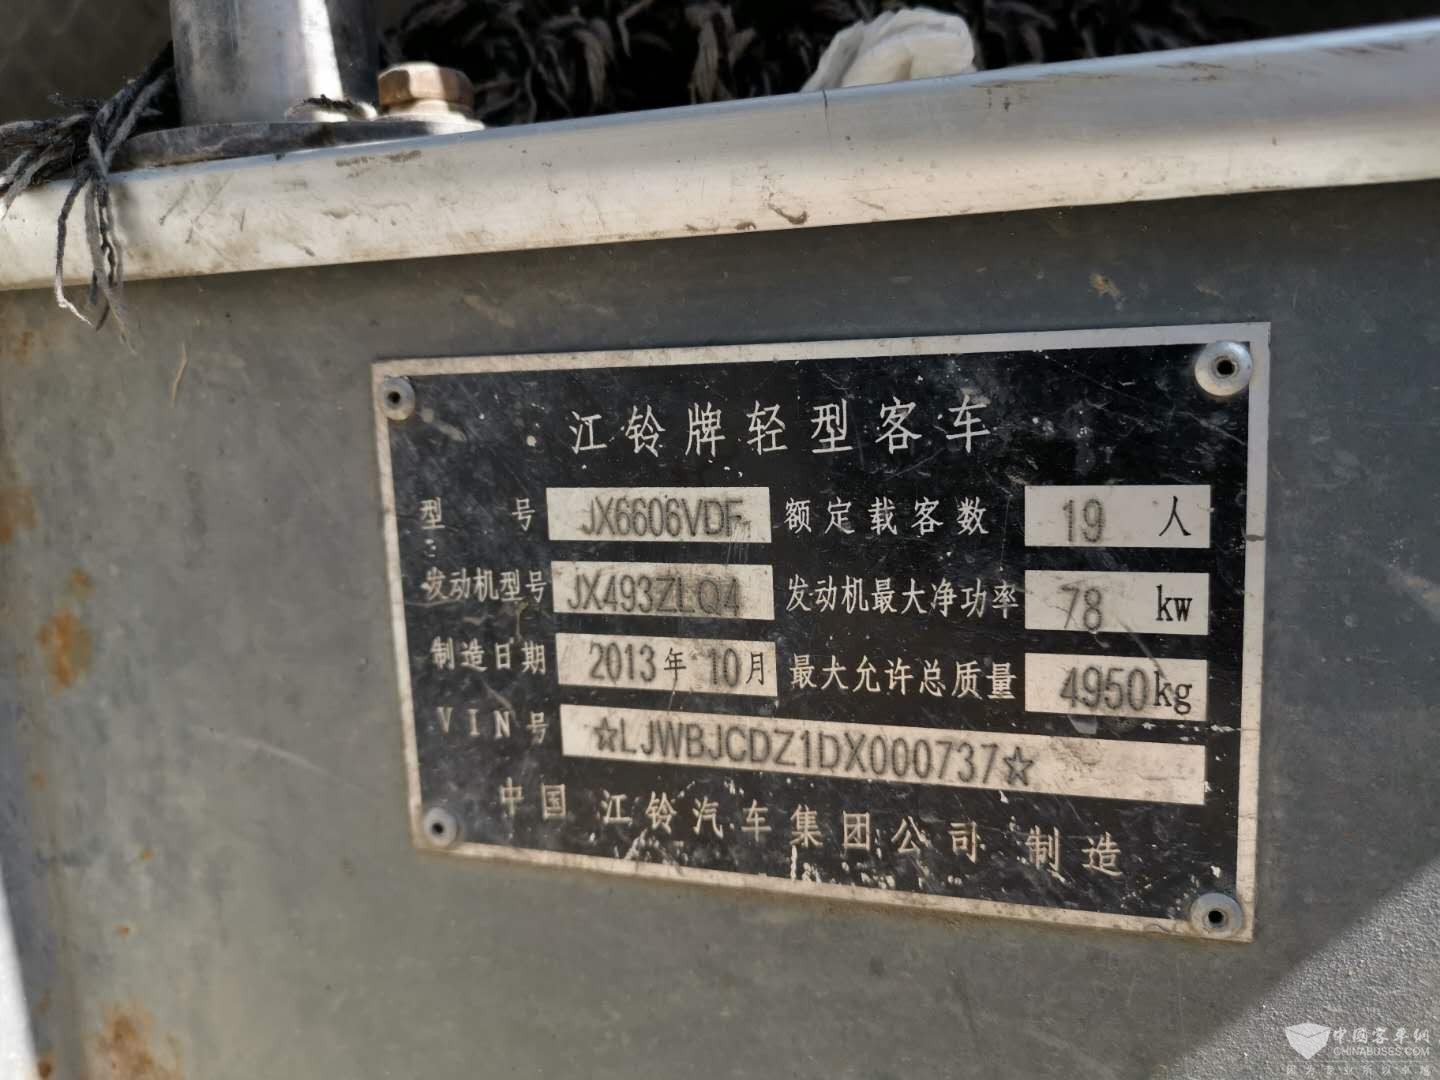 江铃牌轻型客车
型号 JX6606VDF 额定载客数 19 人
发动机型号 JX493ZLQ4 发动机最大净功率 78 kw
制造日期 2013年10月 最大允许总质量 4950kg
VIN号 ☆LJWBJCDZ1DX000737☆
中国 江铃汽车集团公司 制造
中国客车网
CHINABUSES.COM